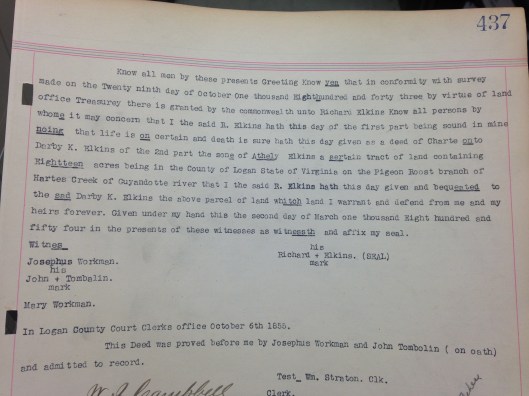 437
Know all men by these presents Greeting Know yea that in conformity with survey
made on the Twenty ninth day of October One thousand Eighhundred and forty three by virtue of land
office Treasurey there is granted by the commonwealth unto Richard Elkins Know all persons by
whome it may concern that I the said R. Elkins hath this day of the first part being sound in mine
noing that life is on certain and death is sure hath this day given as a deed of Charte onto
Darby K. Elkins of the 2nd part the sone of Athely Elkins a sertain tract of land containing
Eightteen acres being in the County of Logan State of Virginia on the Pigeon Roost branch of
Hartes Creek of Guyandotte river that I the said R. Elkins hath this day given and bequeated to
the sad Darby K. Elkins the above parcel of land whitch land I warrant and defend from me and my
heirs forever. Given under my hand this the second day of March one thousand Eight hundred and
fifty four in the presents of these witnesses as witnessth and affix my seal.
Witnes_
his
Josephus Workman.
Richard + Elkins. (SEAL)
his
mark
John + Tombolin.
mark
Mary Workman.
In Logan County Court Clerks office October 6th 1855.
This Deed was proved before me by Josephus Workman and John Tombolin ( on oath)
and admitted to record.
Test_ Wm. Straton. Clk.
W. A. Campbell
Clerk.